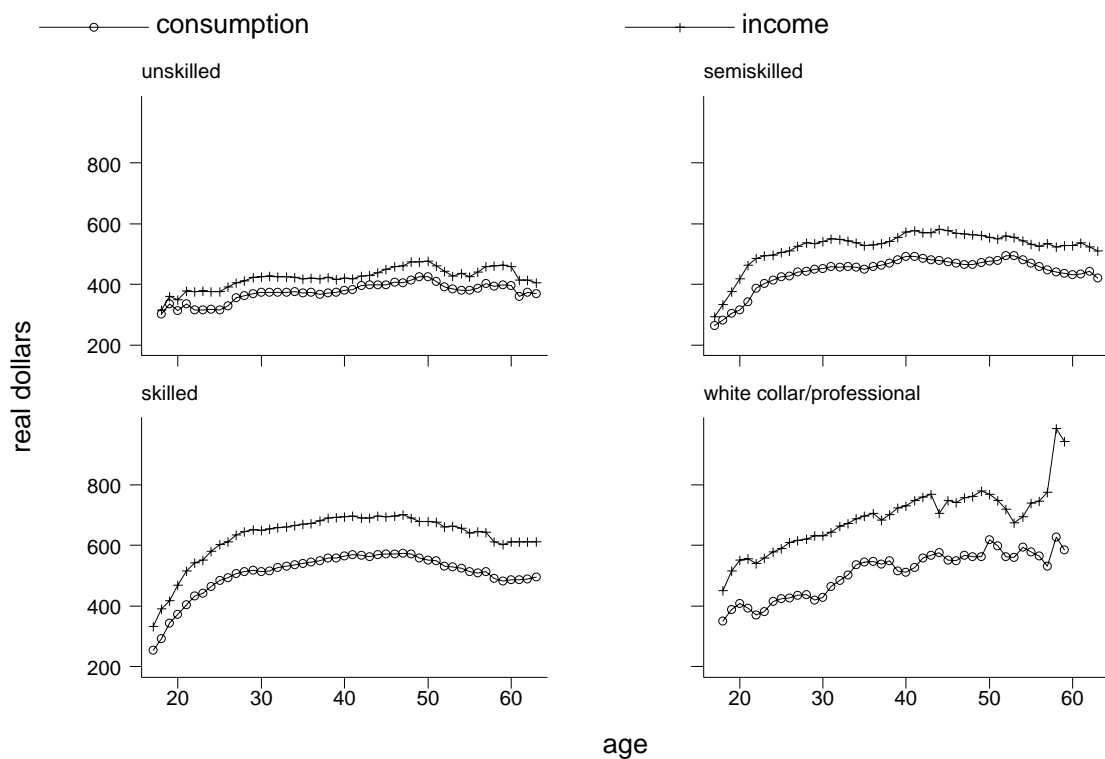 consumption income
unskilled semiskilled
800
600
400
200
skilled white collar/professional
800
600
400
200
20 30 40 50 60 20 30 40 50 60
real dollars
age